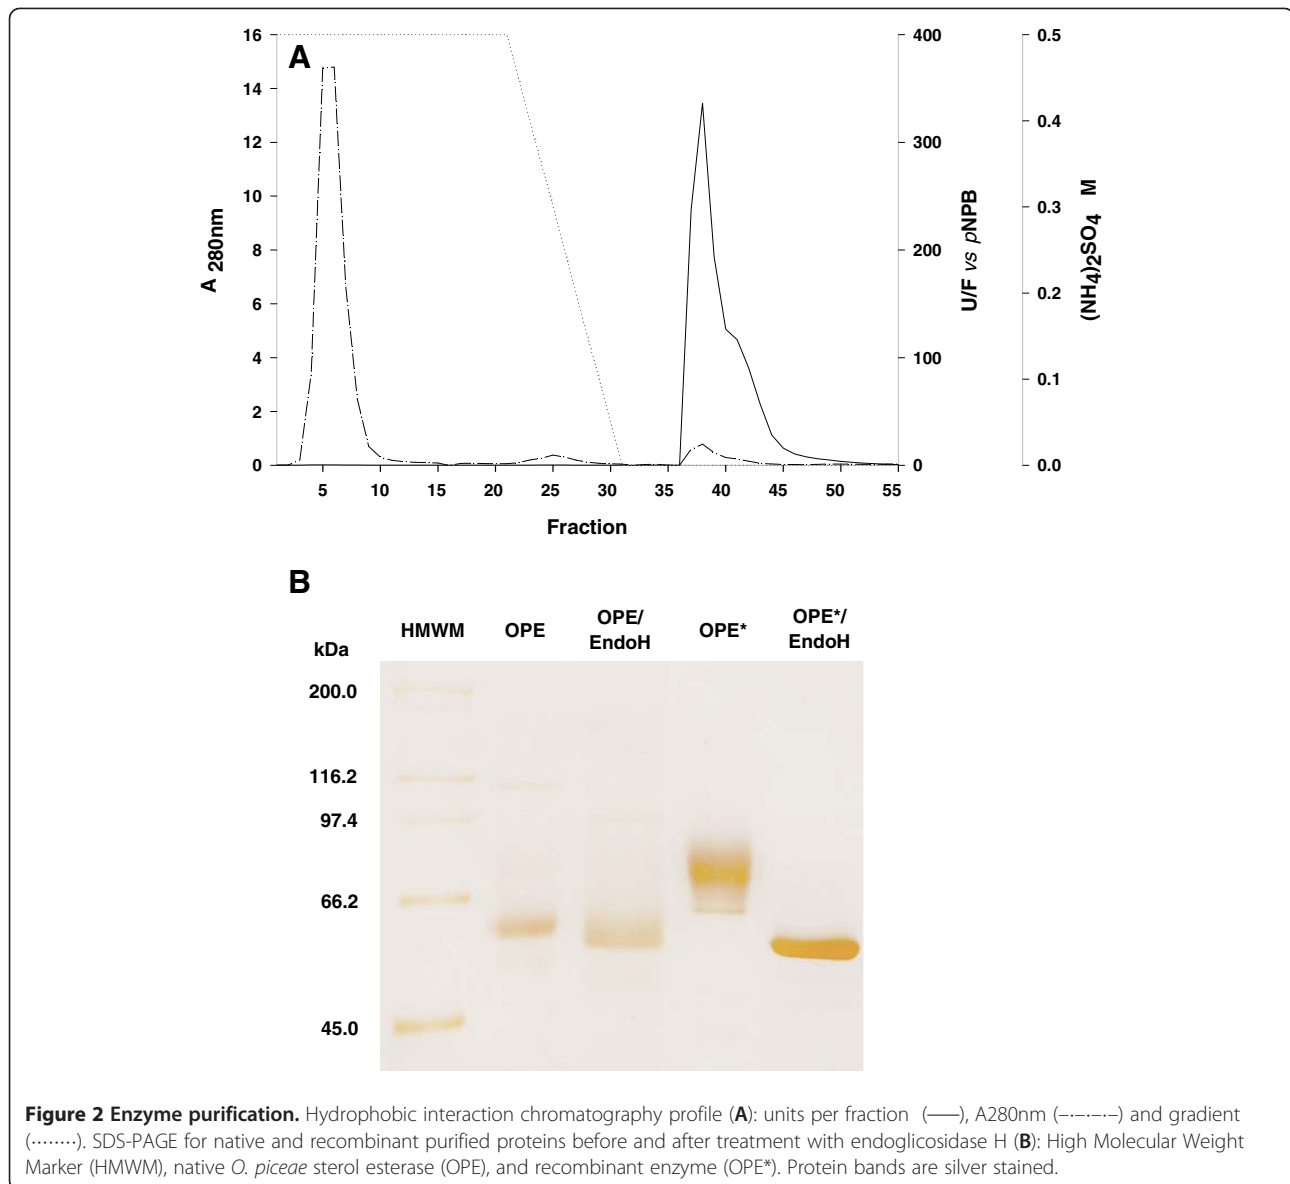 A
16
14
12
10
8
6
4
2
0
A 280nm
400
300
200
100
0
U/F vs pNPB
0.5
0.4
0.3
0.2
0.1
0.0
(NH4)2SO4 M
5 10 15 20 25 30 35 40 45 50 55
Fraction
B
kDa
HMWM OPE OPE/ EndoH OPE* OPE*/ EndoH
200.0
116.2
97.4
66.2
45.0
Figure 2 Enzyme purification. Hydrophobic interaction chromatography profile (A): units per fraction (——), A280nm (–·–·–·–) and gradient
(········). SDS-PAGE for native and recombinant purified proteins before and after treatment with endoglicosidase H (B): High Molecular Weight
Marker (HMWM), native O. piceae sterol esterase (OPE), and recombinant enzyme (OPE*). Protein bands are silver stained.